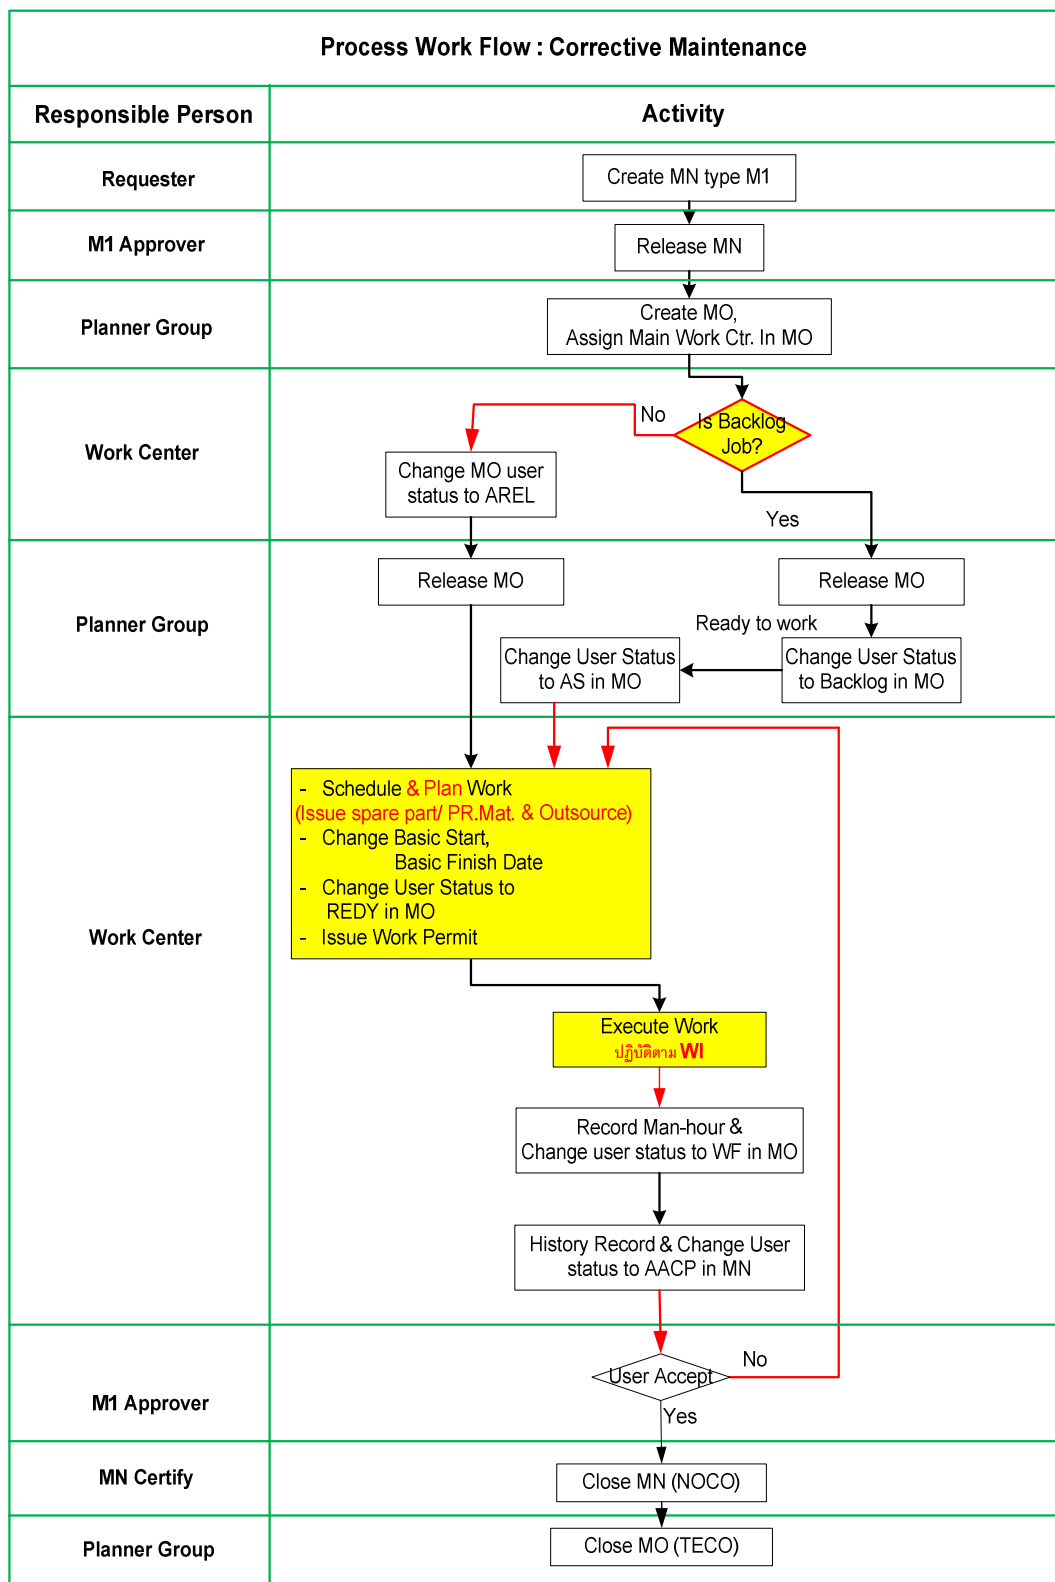 Process Work Flow : Corrective Maintenance
Responsible Person
Activity
Requester
Create MN type M1
M1 Approver
Release MN
Planner Group
Create MO,
Assign Main Work Ctr. In MO
Work Center
No
Is Backlog
Job?
Change MO user
status to AREL
Yes
Planner Group
Release MO
Release MO
Ready to work
Change User Status
to AS in MO
Change User Status
to Backlog in MO
Work Center
- Schedule & Plan Work
(Issue spare part/ PR.Mat. & Outsource)
- Change Basic Start,
Basic Finish Date
- Change User Status to
REDY in MO
- Issue Work Permit
Execute Work
ปฏิบัติตาม WI
Record Man-hour &
Change user status to WF in MO
History Record & Change User
status to AACP in MN
M1 Approver
User Accept
No
Yes
MN Certify
Close MN (NOCO)
Planner Group
Close MO (TECO)